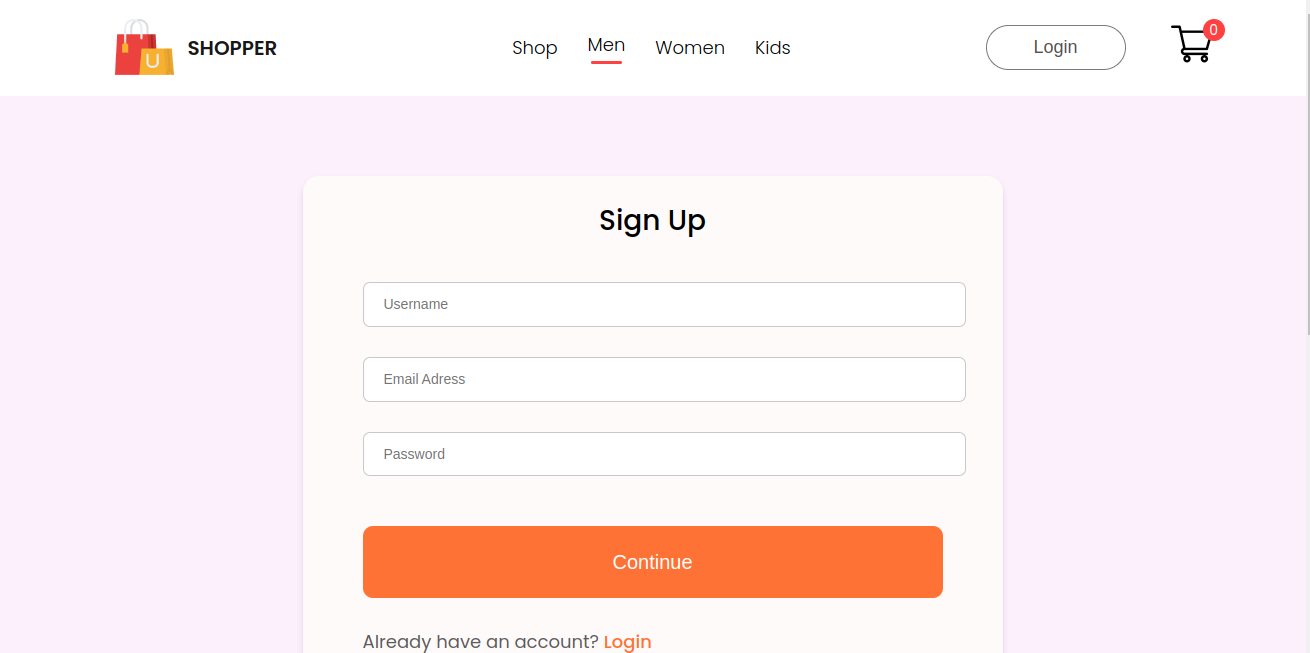 SHOPPER
Shop Men Women Kids
Login
0
U
Sign Up
Username
Email Adress
Password
Continue
Already have an account? Login